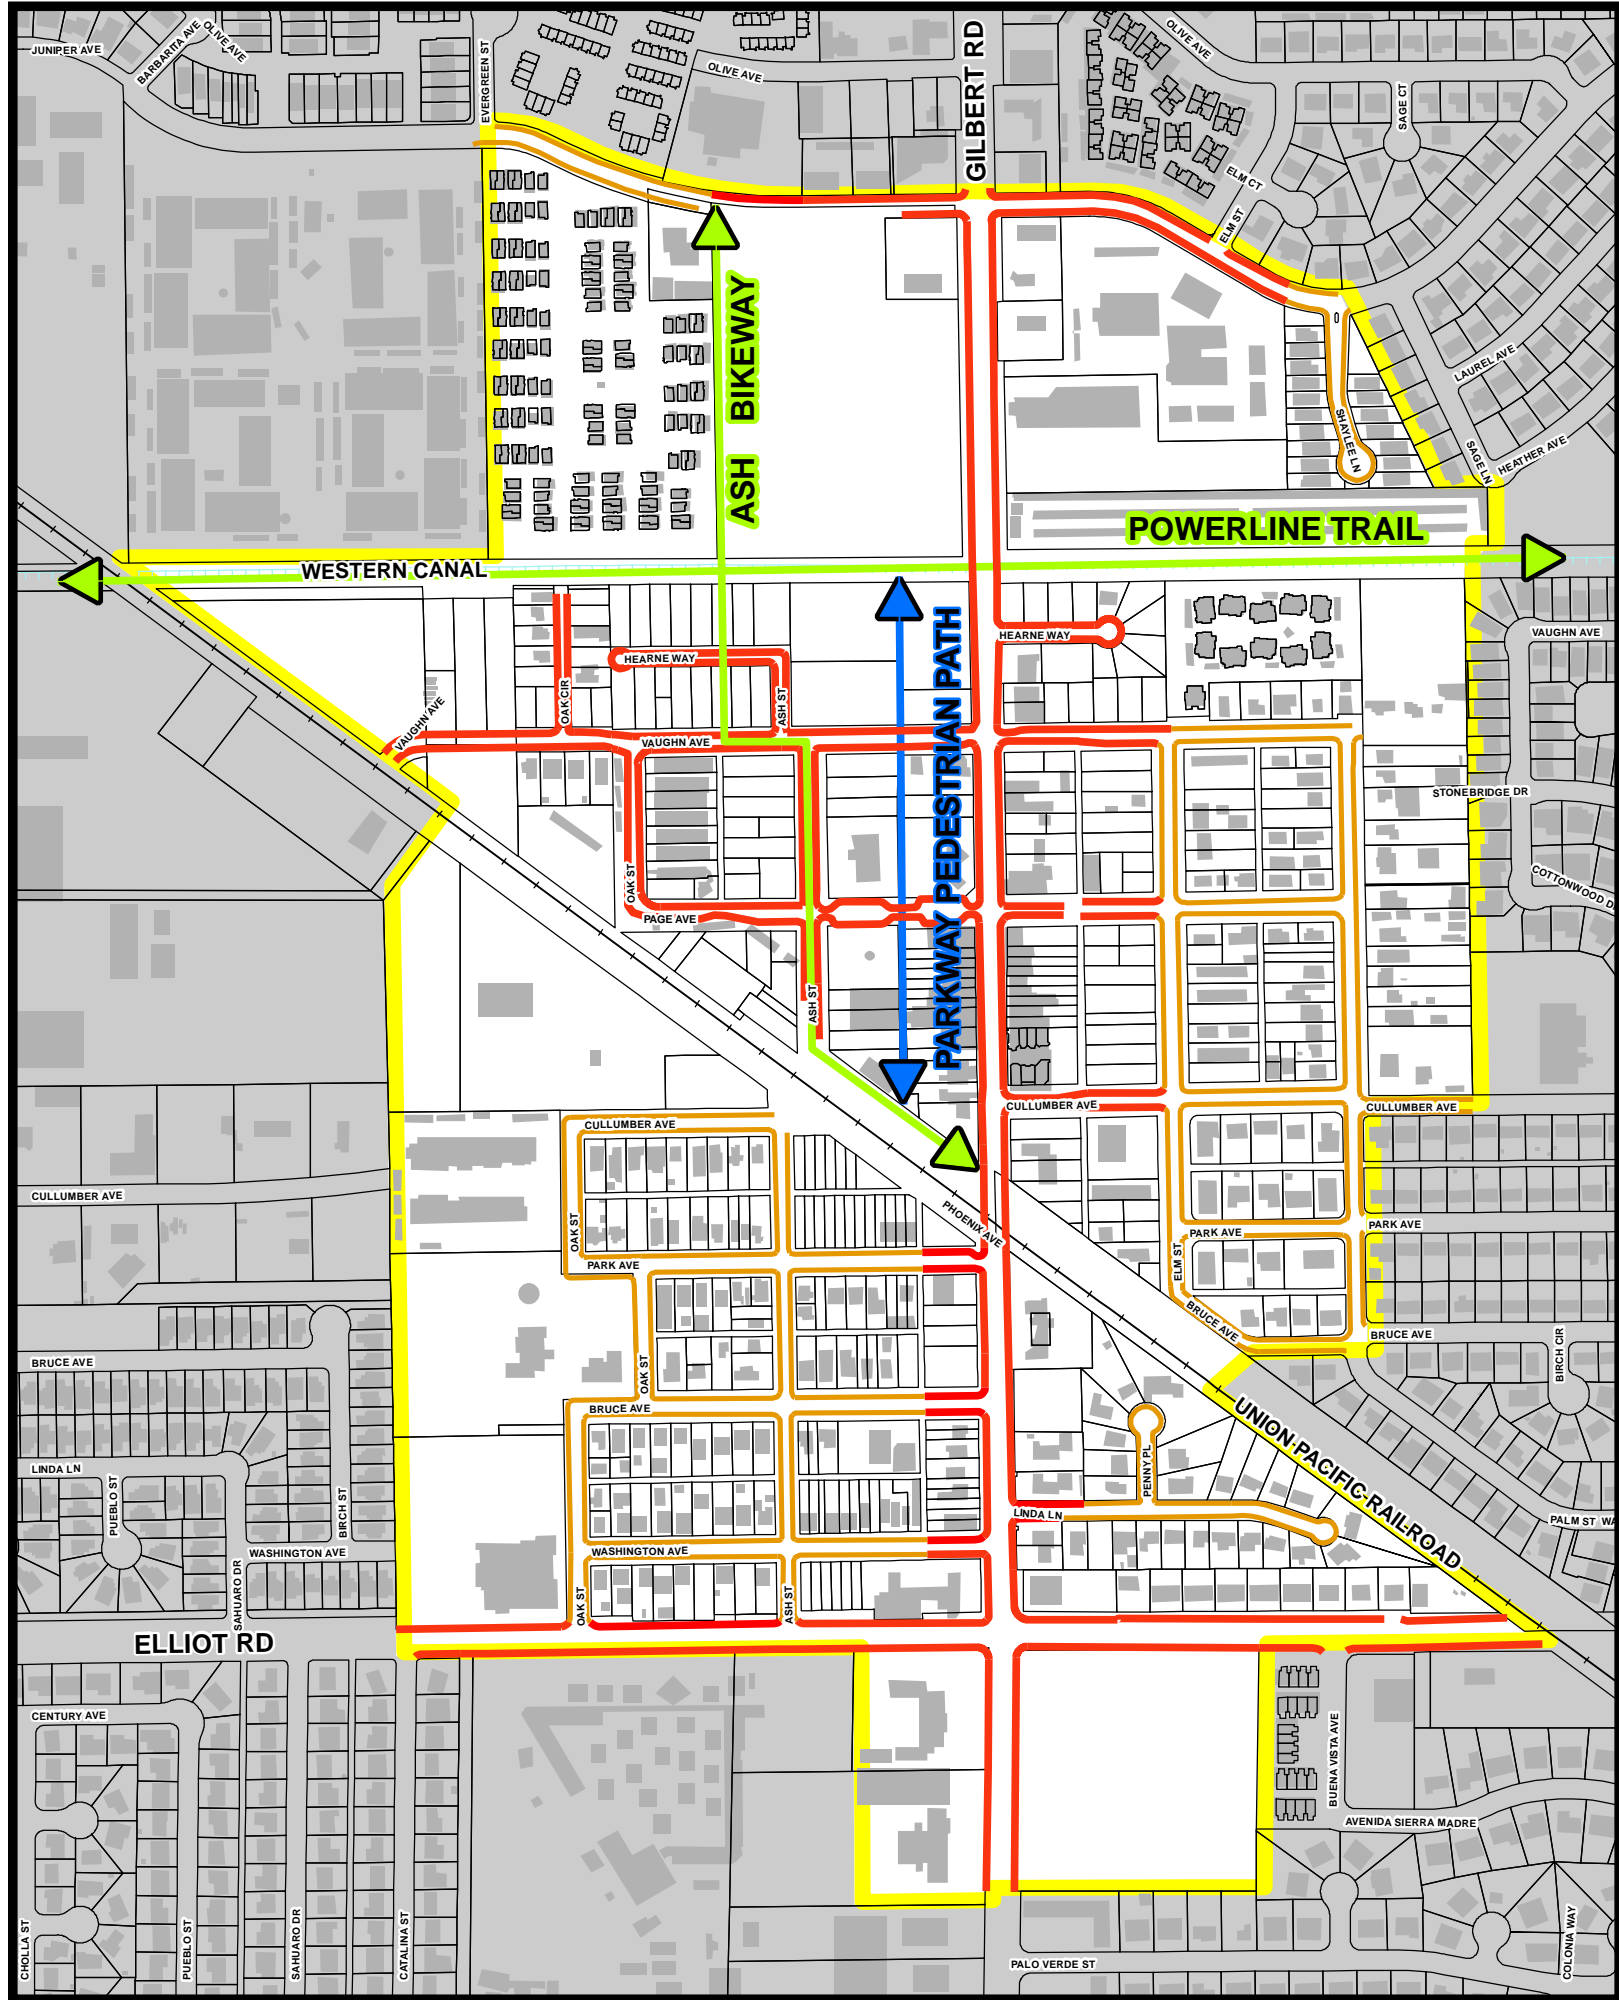 JUNIPER AVE
BARBARITA AVE
OLIVE AVE
EVERGREEN ST
OLIVE AVE
GILBERT RD
OLIVE AVE
SAGE CT
ELM CT
ELM ST
ASH BIKEWAY
LAUREL AVE
SHAYLEE LN
SAGE LN
HEATHER AVE
POWERLINE TRAIL
WESTERN CANAL
PARKWAY PEDESTRIAN PATH
HEARNE WAY
VAUGHN AVE
HEARNE WAY
OAK CIR
ASH ST
VAUGHN AVE
VAUGHN AVE
STONEBRIDGE DR
OAK ST
COTTONWOOD D
PAGE AVE
ASH ST
CULLUMBER AVE
CULLUMBER AVE
CULLUMBER AVE
CULLUMBER AVE
PHOENIX AVE
OAK ST
PARK AVE
PARK AVE
ELM ST
PARK AVE
BRUCE AVE
BRUCE AVE
BIRCH CIR
BRUCE AVE
OAK ST
BRUCE AVE
UNION PACIFIC RAILROAD
PENNY PL
LINDA LN
PUEBLO ST
BIRCH ST
LINDA LN
PALM ST WA
WASHINGTON AVE
WASHINGTON AVE
SAHUARO DR
OAK ST
ASH ST
ELLIOT RD
CENTURY AVE
BUENA VISTA AVE
AVENIDA SIERRA MADRE
CHOLLA ST
PUEBLO ST
SAHUARO DR
CATALINA ST
COLONIA WAY
PALO VERDE ST